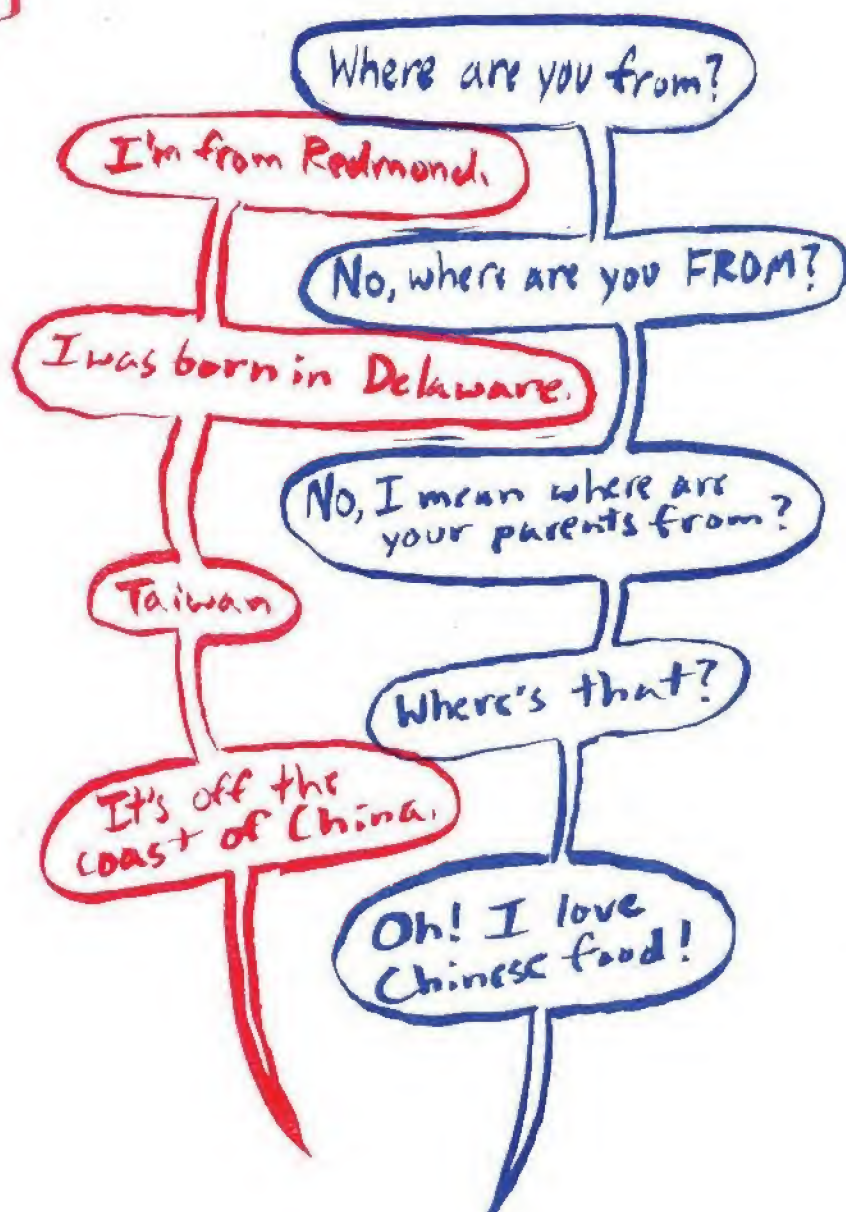 Where are you from?
I'm from Redmond.
No, where are you FROM?
I was born in Delaware.
No, I mean where are
your parents from?
Taiwan
Where's that?
It's off the
coast of China.
Oh! I love
Chinese food!